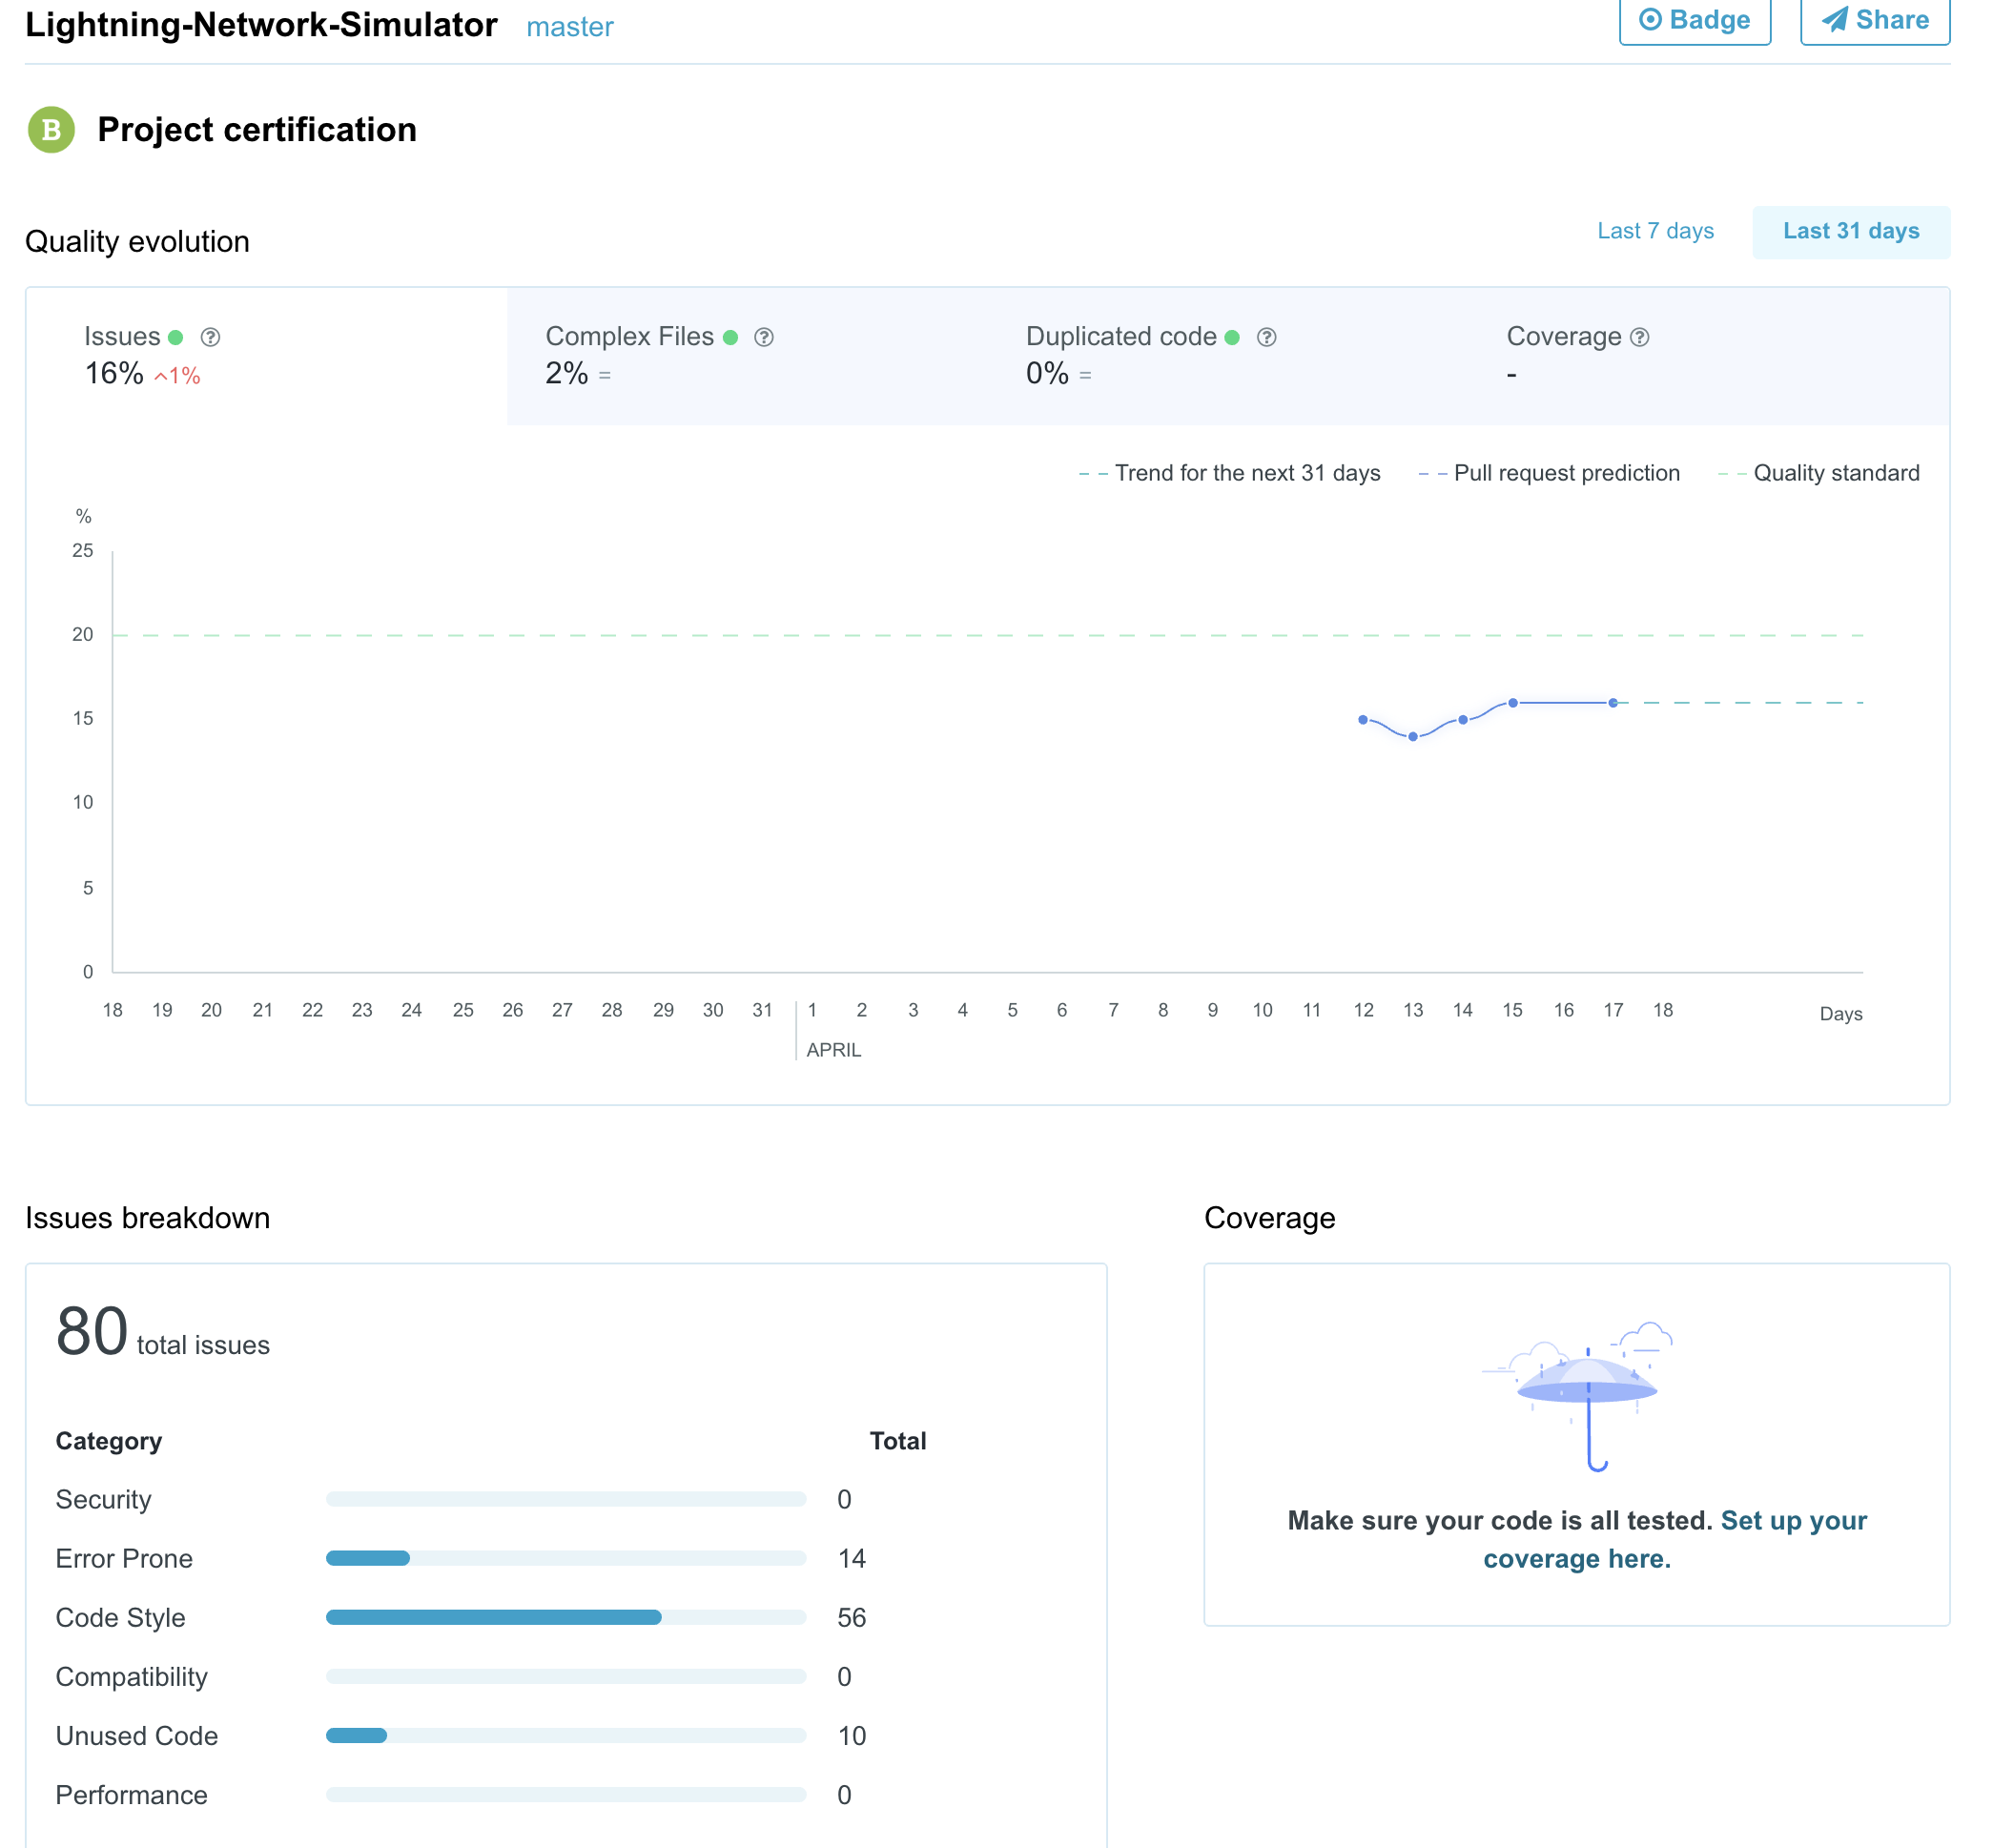 Lightning-Network-Simulator master Badge Share
B Project certification
Quality evolution Last 7 days Last 31 days
Issues ? Complex Files ? Duplicated code ? Coverage ?
16% ^1% 2% = 0% = -
Trend for the next 31 days Pull request prediction Quality standard
%
25
20
15
10
5
0
18 19 20 21 22 23 24 25 26 27 28 29 30 31 1 2 3 4 5 6 7 8 9 10 11 12 13 14 15 16 17 18 Days
APRIL
Issues breakdown
80 total issues
Category Total
Security 0
Error Prone 14
Code Style 56
Compatibility 0
Unused Code 10
Performance 0
Coverage
Make sure your code is all tested. Set up your
coverage here.